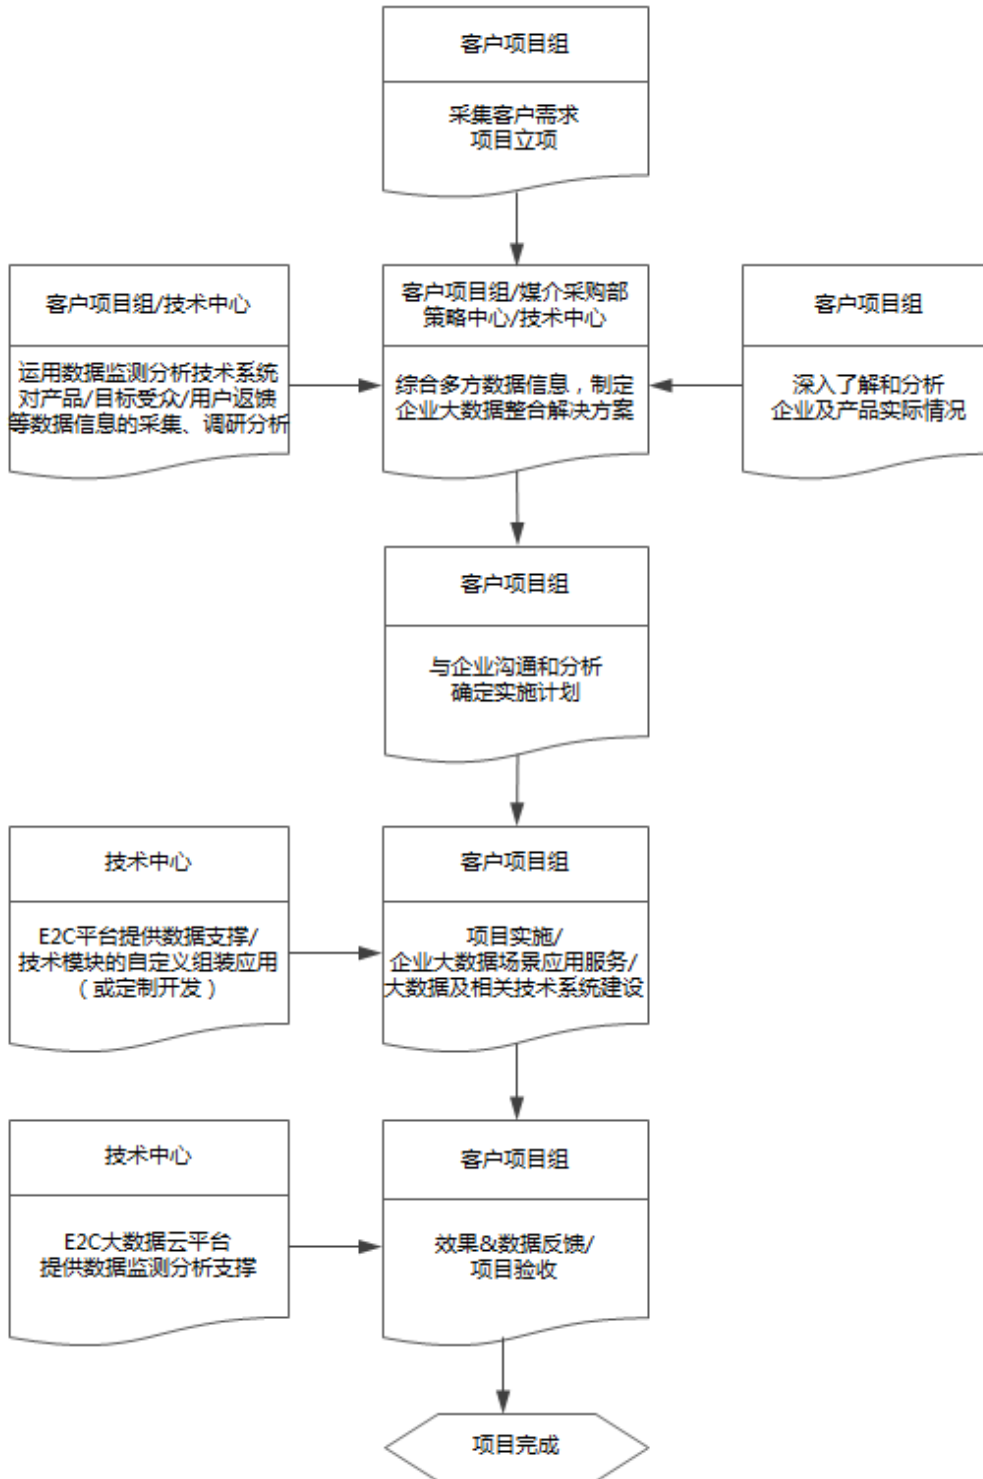 客户项目组
采集客户需求
项目立项
客户项目组/技术中心
运用数据监测分析技术系统
对产品/目标受众/用户返馈
等数据信息的采集、调研分析
客户项目组/媒介采购部
策略中心/技术中心
综合多方数据信息，制定
企业大数据整台解决方案
客户项目组
深入了解和分析
企业及产品实际情况
客户项目组
与企业沟通和分析
确定实施计划
技术中心
E2C平台提供数据支撑/
技术模块的自定义组装应用
（或定制开发）
客户项目组
项目实施/
企业大数据场景应用服务/
大数据及相关技术系统建设
技术中心
E2C大数据云平台
提供数据监测分析支撑
客户项目组
效果&数据反馈/
项目验收
项目完成